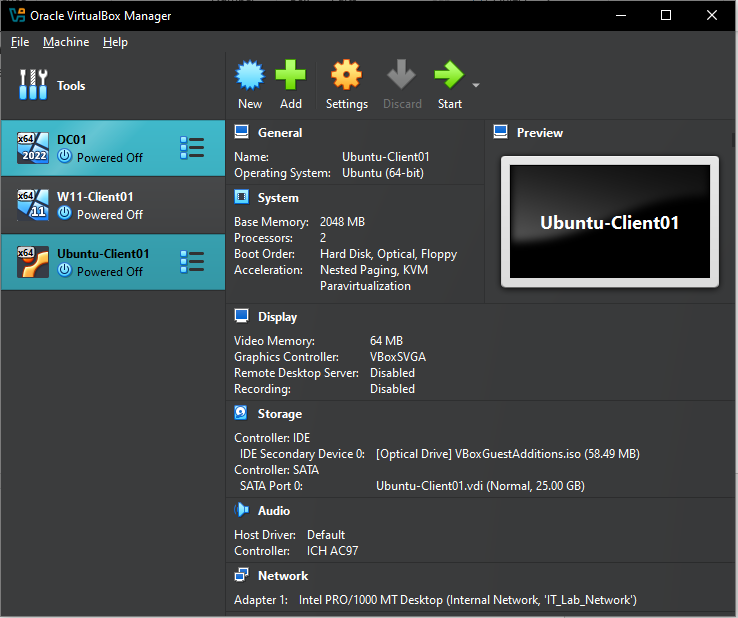 Oracle VirtualBox Manager
File Machine Help
Tools
New Add Settings Discard Start
x64 2022 DC01
Powered Off
x64 11 W11-Client01
Powered Off
x64 Ubuntu-Client01
Powered Off
General
Name: Ubuntu-Client01
Operating System: Ubuntu (64-bit)
System
Base Memory: 2048 MB
Processors: 2
Boot Order: Hard Disk, Optical, Floppy
Acceleration: Nested Paging, KVM
Paravirtualization
Preview
Ubuntu-Client01
Display
Video Memory: 64 MB
Graphics Controller: VBoxSVGA
Remote Desktop Server: Disabled
Recording: Disabled
Storage
Controller: IDE
IDE Secondary Device 0: [Optical Drive] VBoxGuestAdditions.iso (58.49 MB)
Controller: SATA
SATA Port 0: Ubuntu-Client01.vdi (Normal, 25.00 GB)
Audio
Host Driver: Default
Controller: ICH AC97
Network
Adapter 1: Intel PRO/1000 MT Desktop (Internal Network, 'IT_Lab_Network')